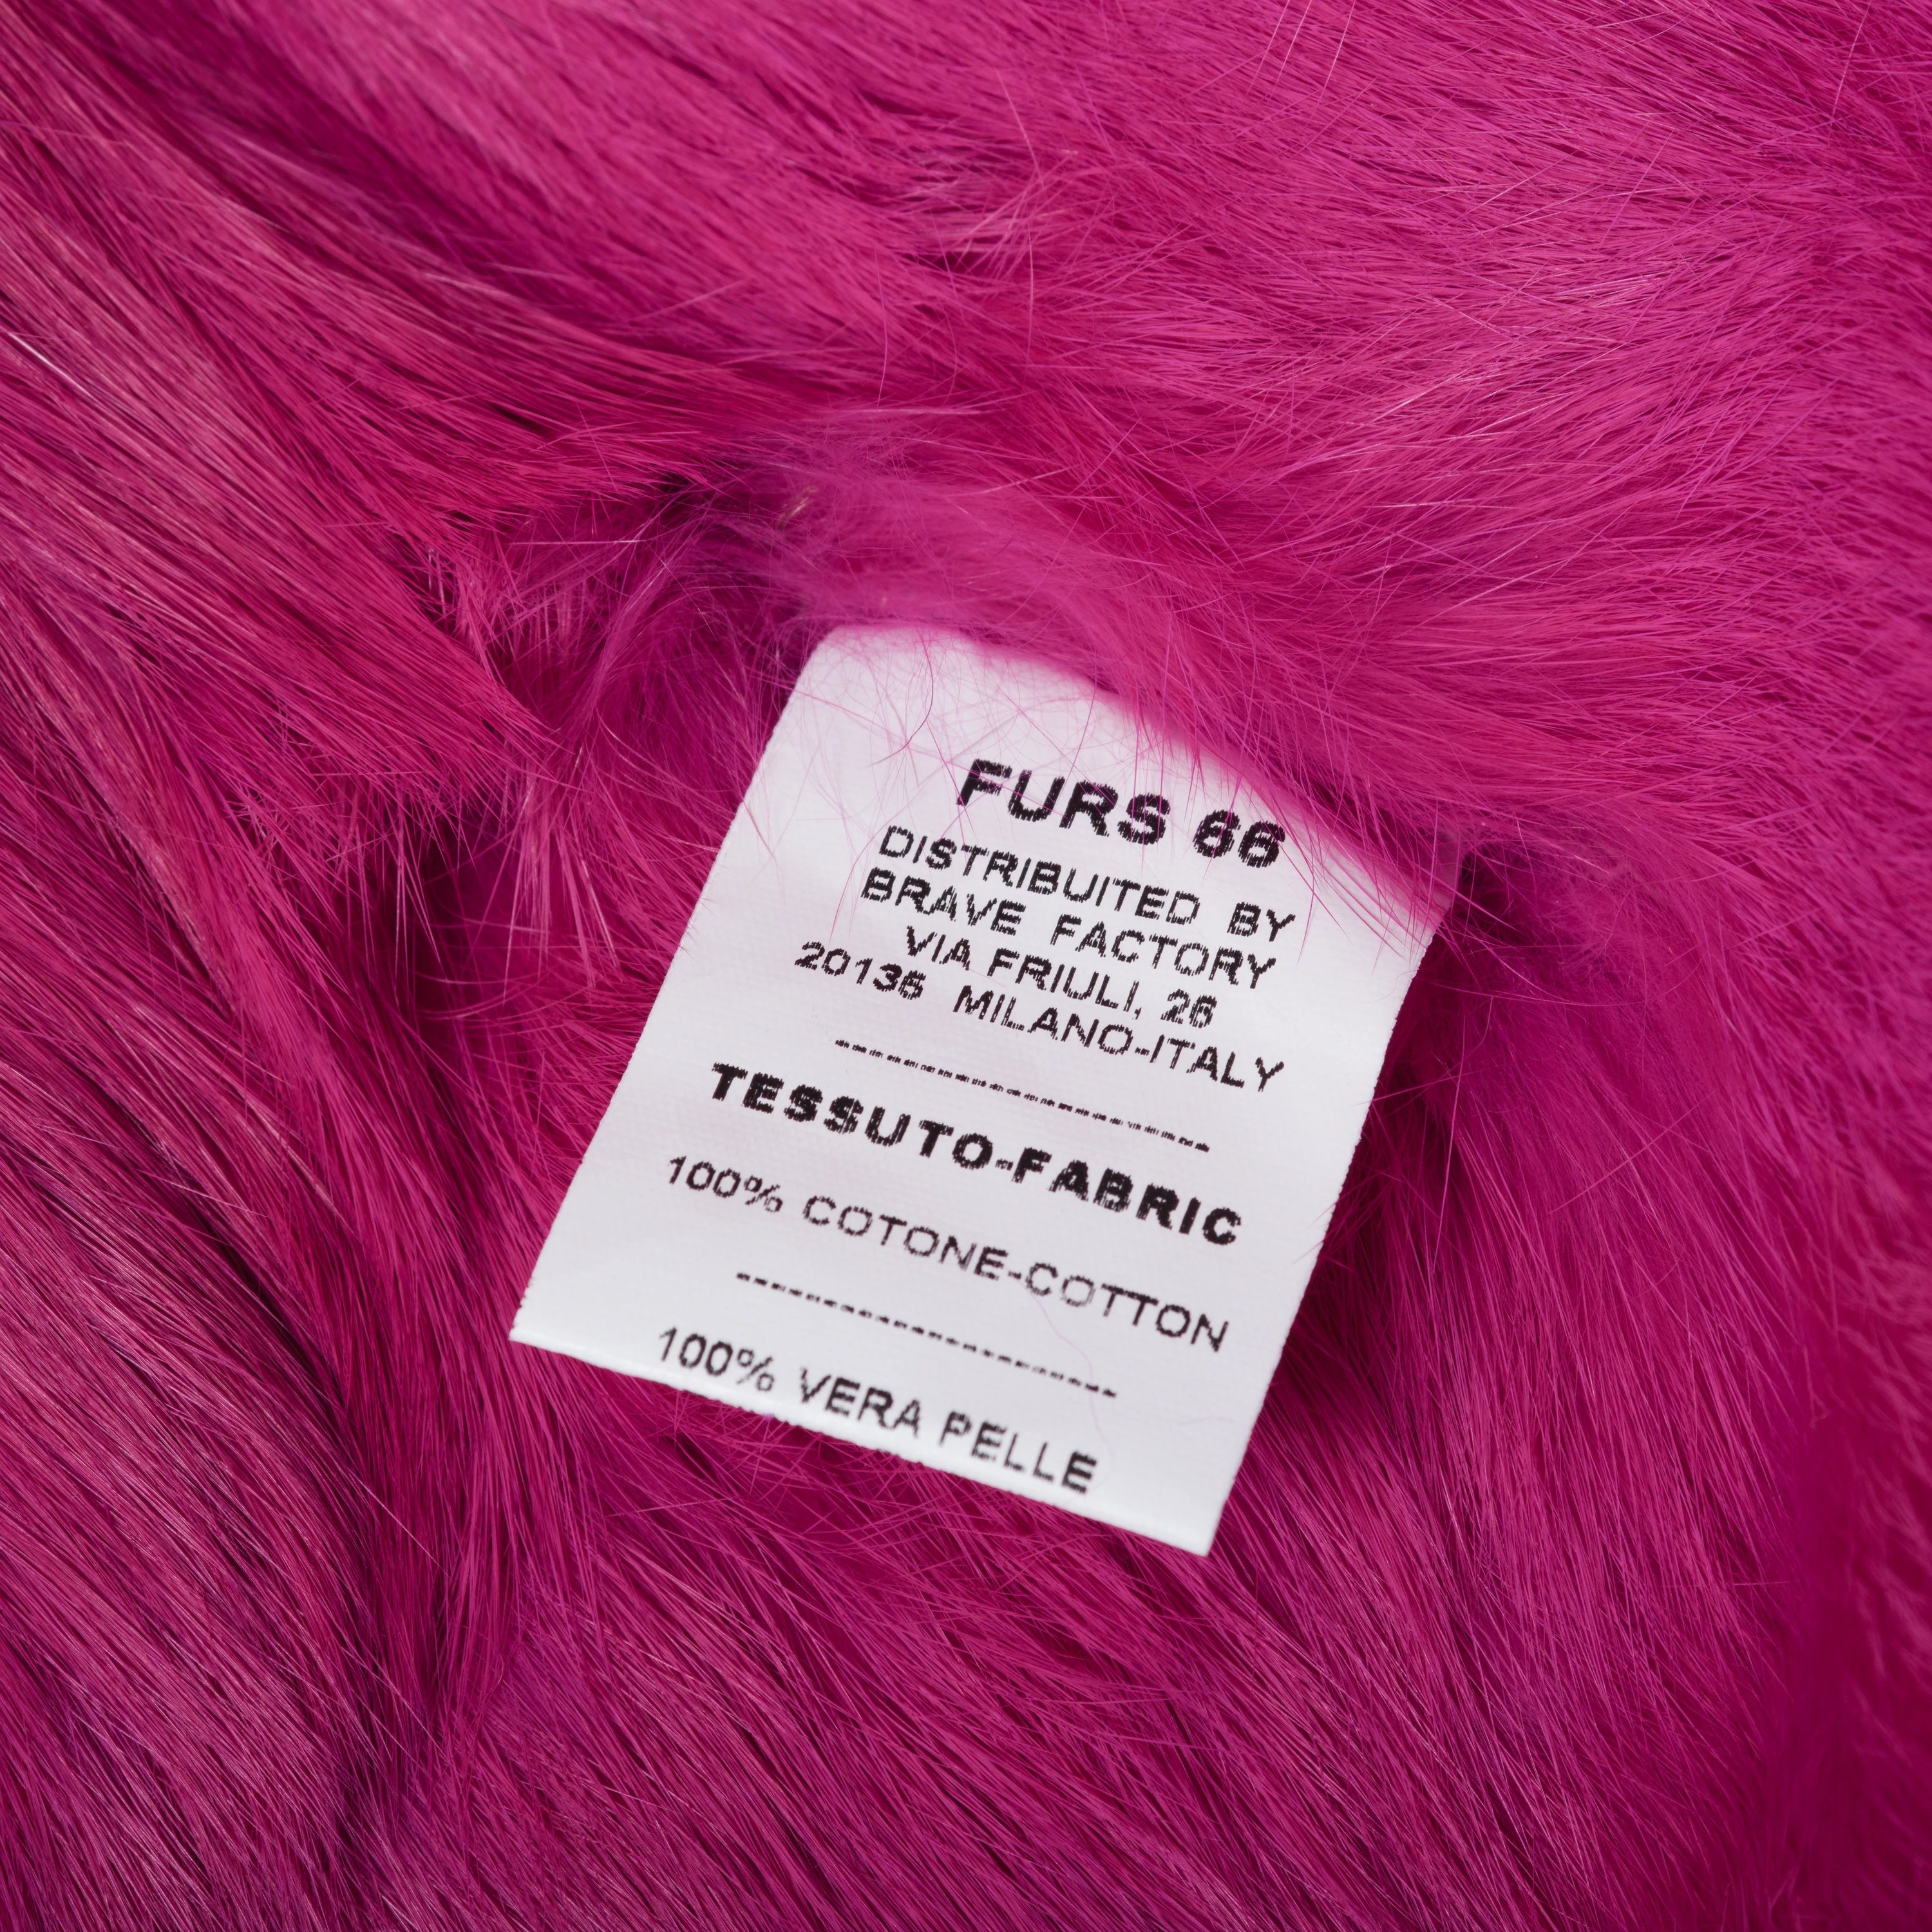 FURS 66
DISTRIBUITED BY
BRAVE FACTORY
VIA FRIULI, 26
20135 MILANO-ITALY
TESSUTO-FABRIC
100% COTONE-COTTON
100% VERA PELLE